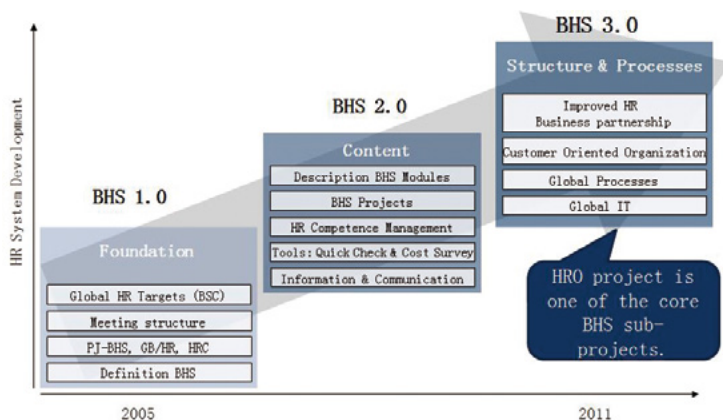 BHS 3.0
Structure & Processes
Improved HR
Business partnership
Customer Oriented Organization
Global Processes
Global IT
BHS 2.0
Content
Description BHS Modules
BHS Projects
HR Competence Management
Tools: Quick Check & Cost Survey
Information & Communication
BHS 1.0
Foundation
Global HR Targets (BSC)
Meeting structure
PJ-BHS, GB/HR, HRC
Definition BHS
HRO project is
one of the core
BHS sub-
projects.
HR System Development
2005
2011